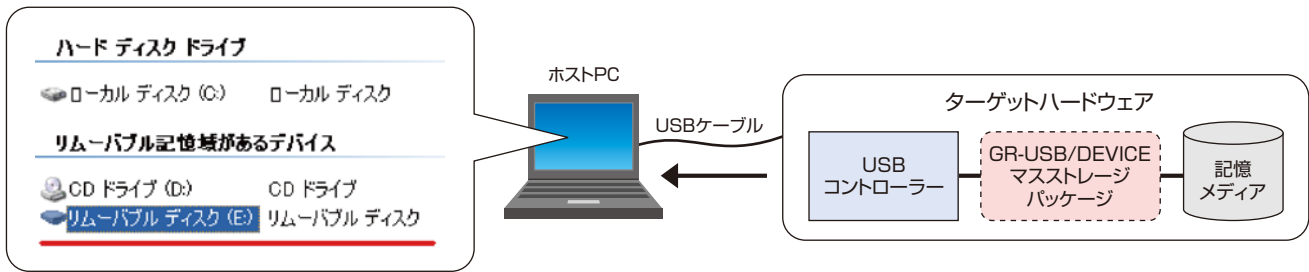 ハード ディスク ドライブ
ローカル ディスク (C:) ローカル ディスク
リムーバブル記憶域があるデバイス
CD ドライブ (D:) CD ドライブ
リムーバブル ディスク (E:) リムーバブル ディスク
ホストPC
USBケーブル
ターゲットハードウェア
USB
コントローラー
GR-USB/DEVICE
マスストレージ
パッケージ
記憶
メディア